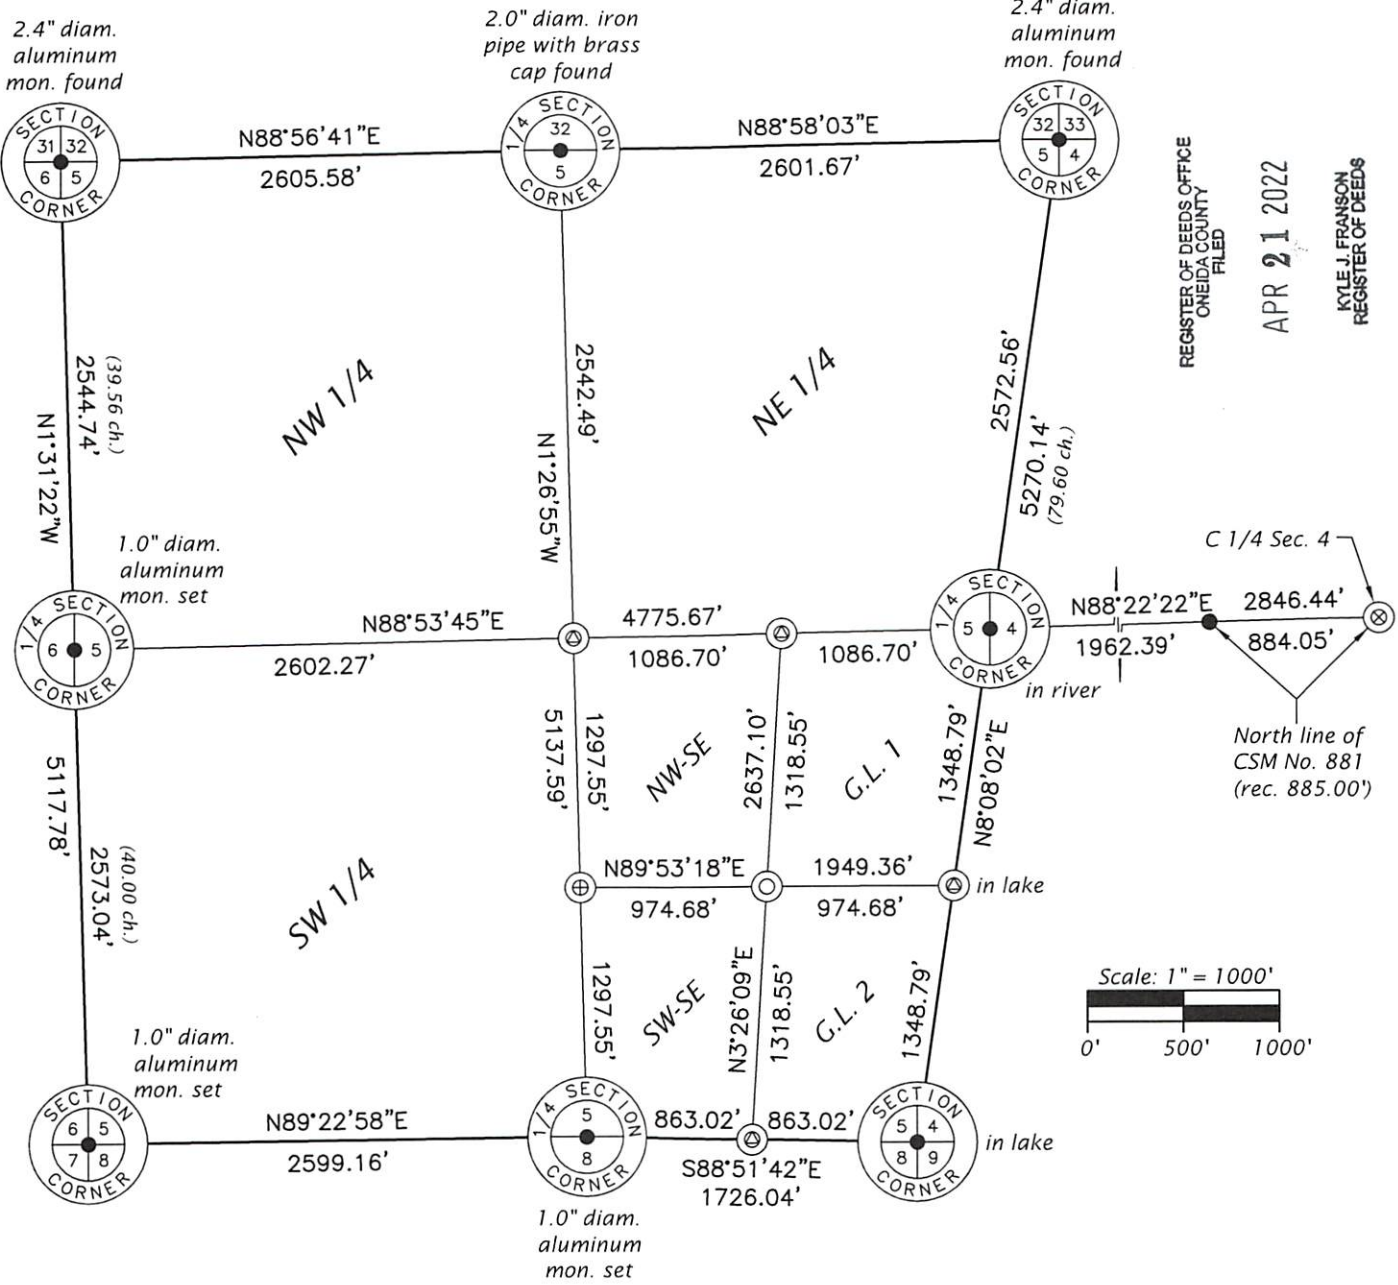 2.4" diam.
aluminum
mon. found
2.0" diam. iron
pipe with brass
cap found
2.4" diam.
aluminum
mon. found
SECTION
31 32
6 5
CORNER
N88°56'41"E
2605.58'
1/4 SECTION
32
5
CORNER
N88°58'03"E
2601.67'
SECTION
32 33
5 4
CORNER
REGISTER OF DEEDS OFFICE
ONEIDA COUNTY
FILED
APR 21 2022
KYLE J. FRANSON
REGISTER OF DEEDS
(39.56 ch.)
2544.74'
N1°31'22"W
NW 1/4
2542.49'
N1°26'55"W
NE 1/4
2572.56'
5270.14'
(79.60 ch.)
1.0" diam.
aluminum
mon. set
1/4 SECTION
6 5
CORNER
N88°53'45"E
2602.27'
4775.67'
1086.70'
1086.70'
1/4 SECTION
5 4
CORNER
in river
C 1/4 Sec. 4
N88°22'22"E
1962.39'
2846.44'
884.05'
North line of
CSM No. 881
(rec. 885.00')
5117.78'
(40.00 ch.)
2573.04'
SW 1/4
5137.59'
1297.55'
NW-SE
2637.10'
1318.55'
G.L. 1
1348.79'
N8°08'02"E
N89°53'18"E
974.68'
1949.36'
974.68'
in lake
1297.55'
SW-SE
N3°26'09"E
1318.55'
G.L. 2
1348.79'
Scale: 1" = 1000'
0' 500' 1000'
1.0" diam.
aluminum
mon. set
SECTION
6 5
7 8
CORNER
N89°22'58"E
2599.16'
1/4 SECTION
5
8
CORNER
863.02'
863.02'
S88°51'42"E
1726.04'
SECTION
5 4
8 9
CORNER
in lake
1.0" diam.
aluminum
mon. set